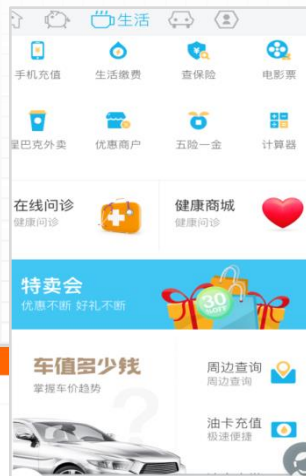 生活
手机充值 生活缴费 查保险 电影票
星巴克外卖 优惠商户 五险一金 计算器
在线问诊 健康商城
健康问诊 健康问诊
特卖会
优惠不断 好礼不断
30
%OFF
车值多少钱
掌握车价趋势
周边查询
周边查询
油卡充值
极速便捷